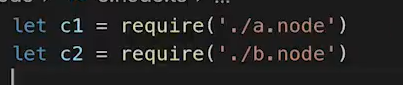 let c1 = require('./a.node')
let c2 = require('./b.node')